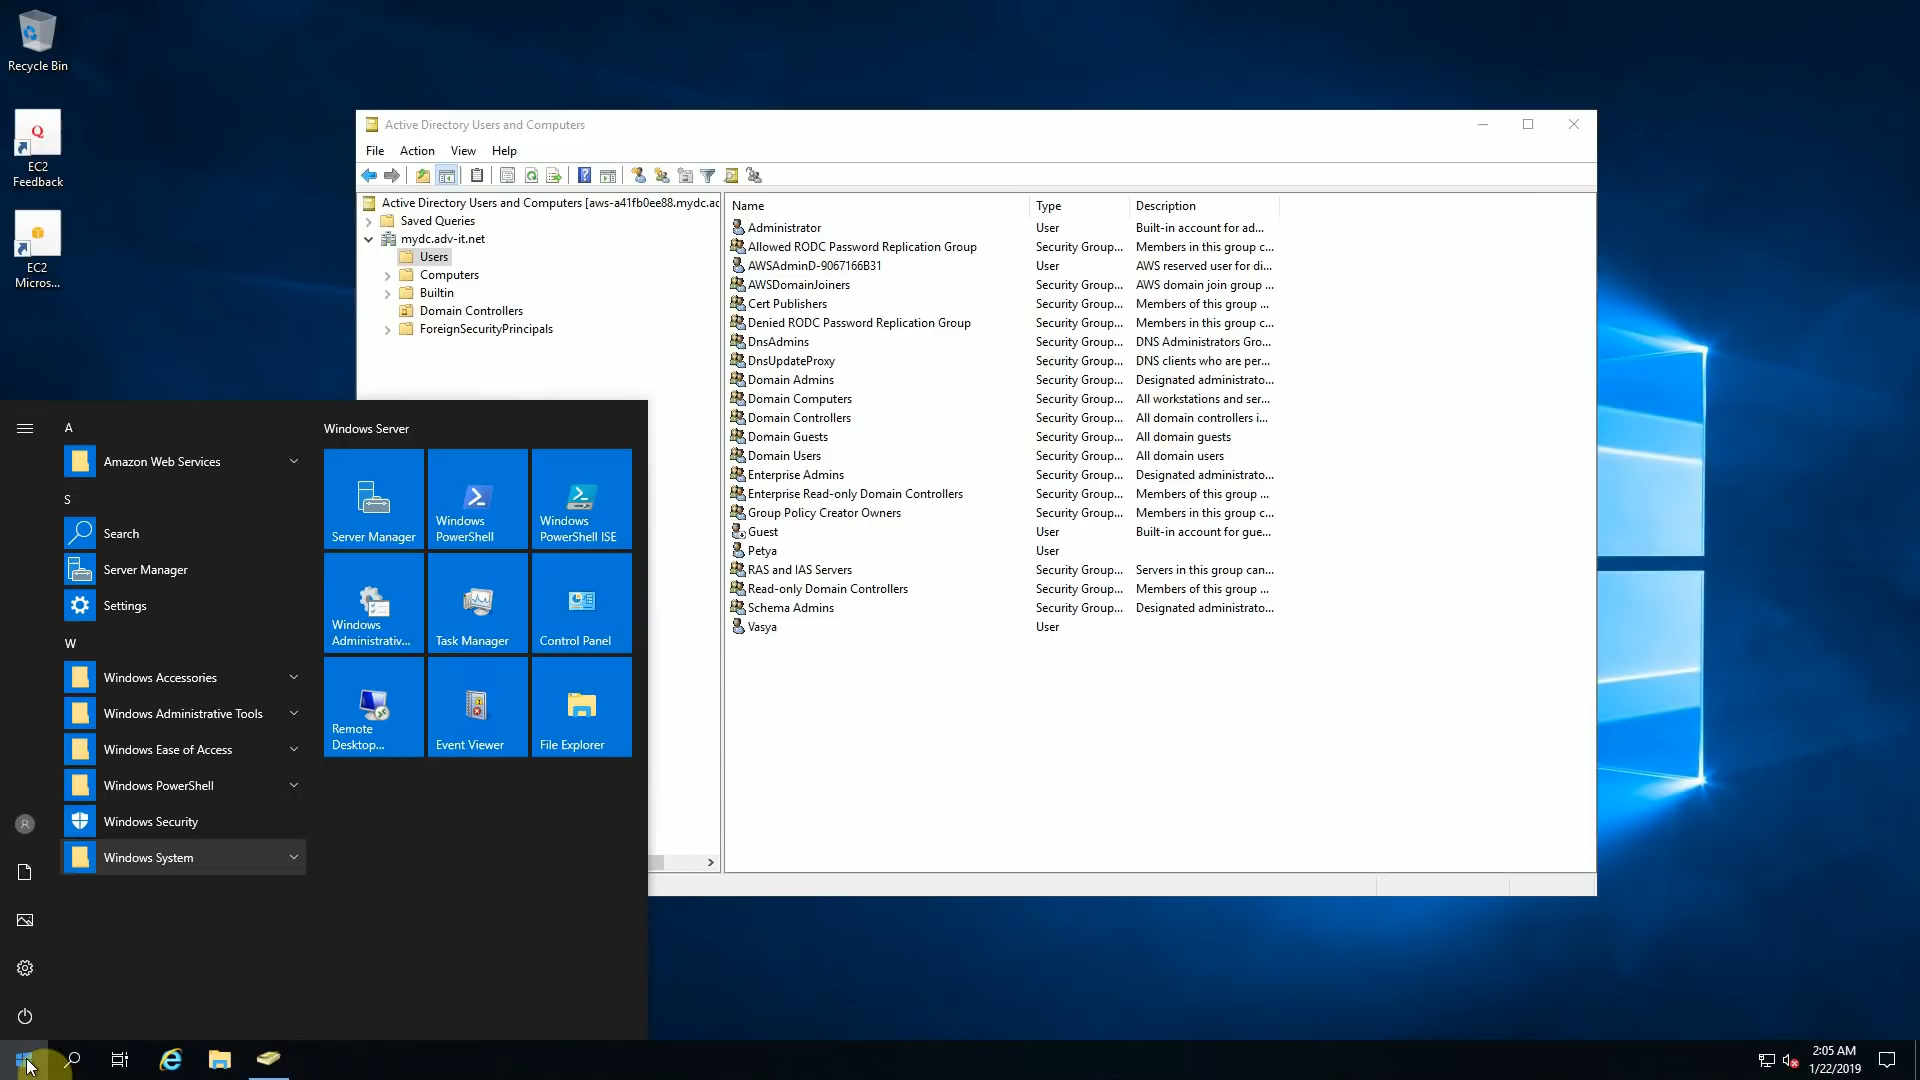 Recycle Bin
EC2
Feedback
EC2
Micros...
Active Directory Users and Computers
File Action View Help
Active Directory Users and Computers [aws-a41fb0ee88.mydc.ac
Saved Queries
mydc.adv-it.net
Users
Computers
Builtin
Domain Controllers
ForeignSecurityPrincipals
Name Type Description
Administrator User Built-in account for ad...
Allowed RODC Password Replication Group Security Group... Members in this group c...
AWSAdminD-9067166B31 User AWS reserved user for di...
AWSDomainJoiners Security Group... AWS domain join group ...
Cert Publishers Security Group... Members of this group ...
Denied RODC Password Replication Group Security Group... Members in this group c...
DnsAdmins Security Group... DNS Administrators Gro...
DnsUpdateProxy Security Group... DNS clients who are per...
Domain Admins Security Group... Designated administrato...
Domain Computers Security Group... All workstations and ser...
Domain Controllers Security Group... All domain controllers i...
Domain Guests Security Group... All domain guests
Domain Users Security Group... All domain users
Enterprise Admins Security Group... Designated administrato...
Enterprise Read-only Domain Controllers Security Group... Members of this group ...
Group Policy Creator Owners Security Group... Members in this group c...
Guest User Built-in account for gue...
Petya User
RAS and IAS Servers Security Group... Servers in this group can...
Read-only Domain Controllers Security Group... Members of this group ...
Schema Admins Security Group... Designated administrato...
Vasya User
A
Amazon Web Services
S
Search
Server Manager
Settings
W
Windows Accessories
Windows Administrative Tools
Windows Ease of Access
Windows PowerShell
Windows Security
Windows System
Windows Server
Server Manager
Windows
PowerShell
Windows
PowerShell ISE
Windows
Administrativ...
Task Manager
Control Panel
Remote
Desktop...
Event Viewer
File Explorer
2:05 AM
1/22/2019